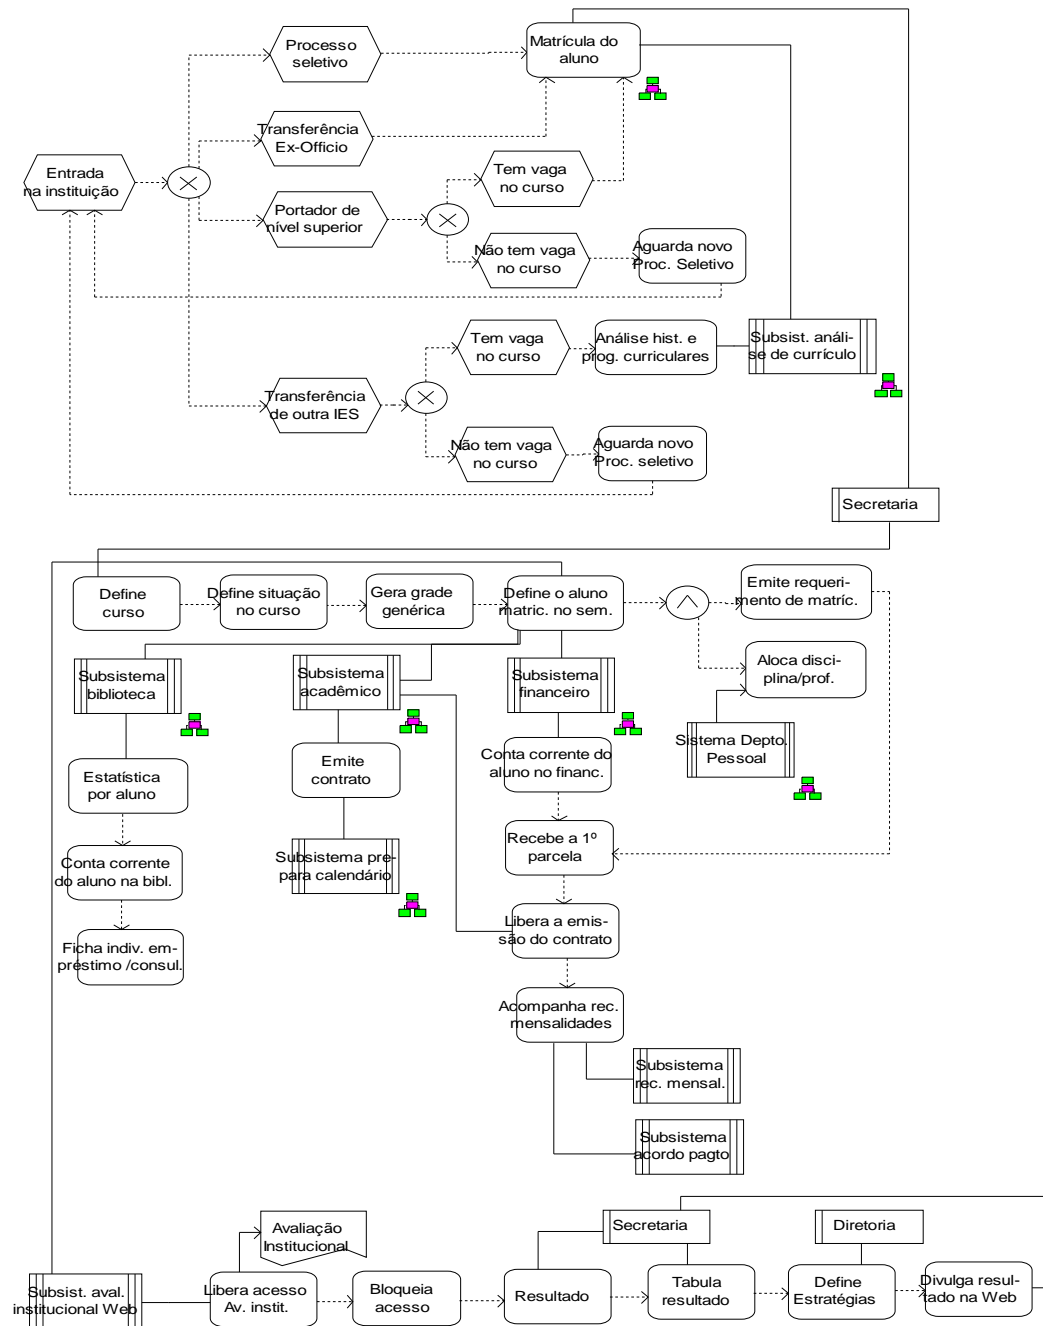 Processo
seletivo
Matrícula do
aluno
Transferência
Ex-Officio
Entrada
na instituição
Tem vaga
no curso
Portador de
nível superior
Não tem vaga
no curso
Aguarda novo
Proc. Seletivo
Tem vaga
no curso
Análise hist. e
prog. curriculares
Subsist. análi-
se de currículo
Transferência
de outra IES
Não tem vaga
no curso
Aguarda novo
Proc. seletivo
Secretaria
Define
curso
Define situação
no curso
Gera grade
genérica
Define o aluno
matric. no sem.
Emite requeri-
mento de matríc.
Aloca disci-
plina/prof.
Subsistema
biblioteca
Subsistema
acadêmico
Subsistema
financeiro
Sistema Depto.
Pessoal
Estatística
por aluno
Emite
contrato
Conta corrente do
aluno no financ.
Recebe a 1º
parcela
Conta corrente
do aluno na bibl.
Subsistema pre-
para calendário
Libera a emis-
são do contrato
Ficha indiv. em-
préstimo /consul.
Acompanha rec.
mensalidades
Subsistema
rec. mensal.
Subsistema
acordo pagto
Avaliação
Institucional
Secretaria
Diretoria
Subsist. aval.
institucional Web
Libera acesso
Av. instit.
Bloqueia
acesso
Resultado
Tabula
resultado
Define
Estratégias
Divulga resul-
tado na Web